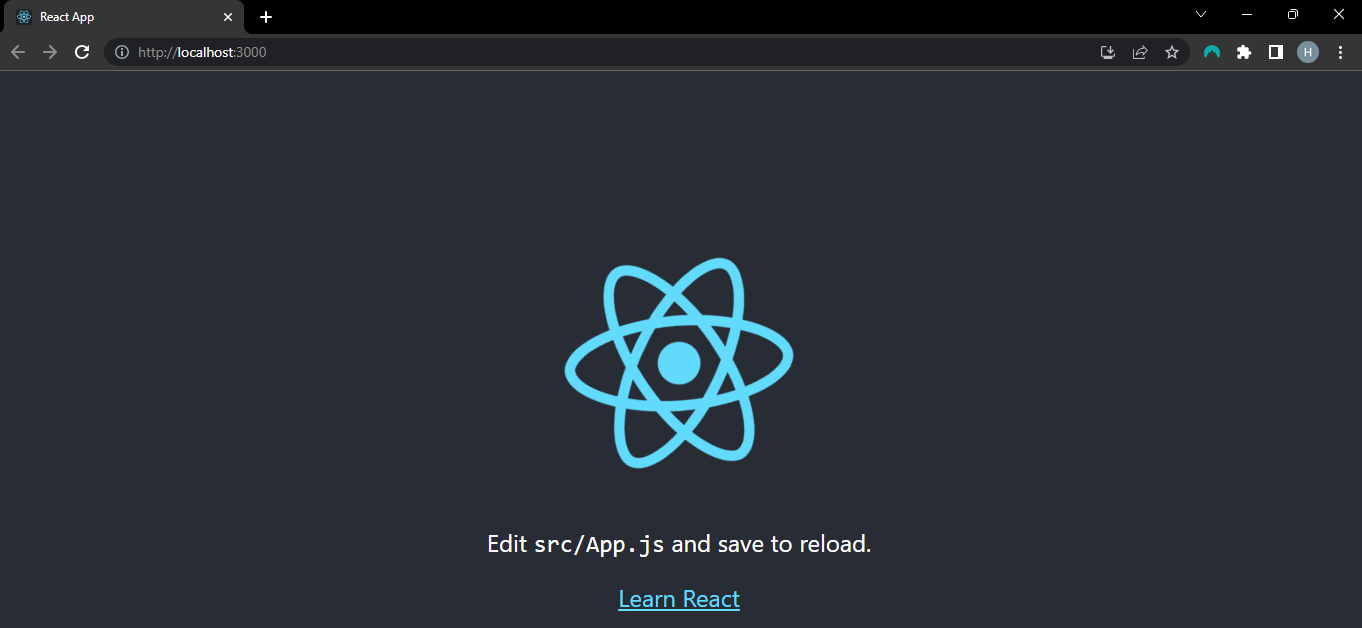 React App
http://localhost:3000
H
Edit src/App.js and save to reload.
Learn React